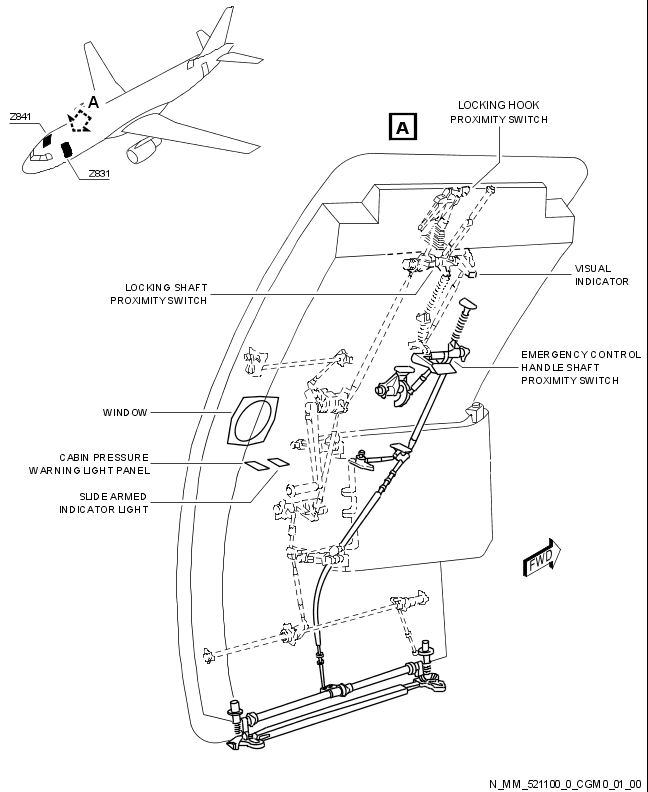 A
Z841
Z831
A
LOCKING HOOK
PROXIMITY SWITCH
VISUAL
INDICATOR
LOCKING SHAFT
PROXIMITY SWITCH
EMERGENCY CONTROL
HANDLE SHAFT
PROXIMITY SWITCH
WINDOW
CABIN PRESSURE
WARNING LIGHT PANEL
SLIDE ARMED
INDICATOR LIGHT
FWD
N_MM_521100_0_CGM0_01_00